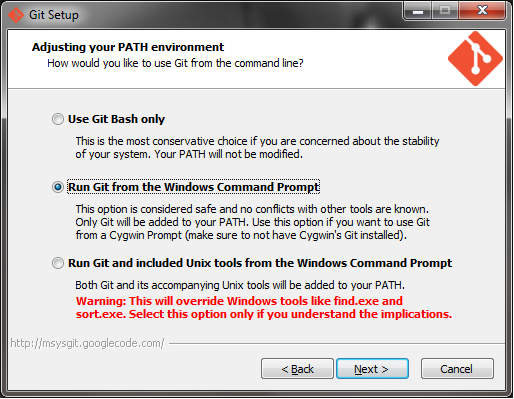 Git Setup
Adjusting your PATH environment
How would you like to use Git from the command line?
Use Git Bash only
This is the most conservative choice if you are concerned about the stability
of your system. Your PATH will not be modified.
Run Git from the Windows Command Prompt
This option is considered safe and no conflicts with other tools are known.
Only Git will be added to your PATH. Use this option if you want to use Git
from a Cygwin Prompt (make sure to not have Cygwin's Git installed).
Run Git and included Unix tools from the Windows Command Prompt
Both Git and its accompanying Unix tools will be added to your PATH.
Warning: This will override Windows tools like find.exe and
sort.exe. Select this option only if you understand the implications.
http://msysgit.googlecode.com/
< Back Next > Cancel